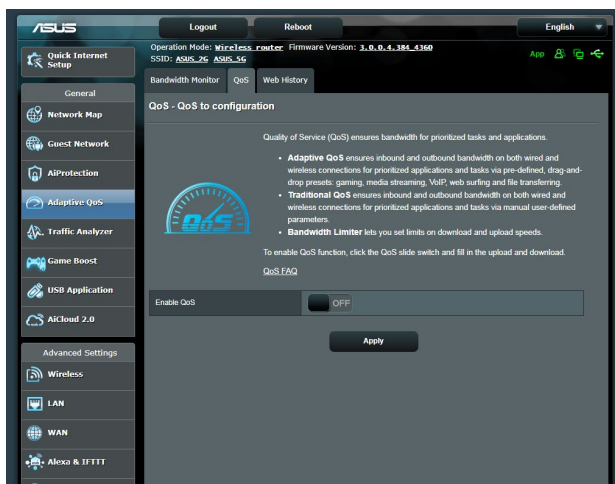 ASUS
Logout
Reboot
English
Quick Internet
Setup
Operation Mode: Wireless router Firmware Version: 3.0.0.4.384_4360
SSID: ASUS_2G ASUS_5G
App
General
Network Map
Guest Network
AiProtection
Adaptive QoS
Traffic Analyzer
Game Boost
USB Application
AiCloud 2.0
Advanced Settings
Wireless
LAN
WAN
Alexa & IFTTT
Bandwidth Monitor
QoS
Web History
QoS - QoS to configuration
QoS
Quality of Service (QoS) ensures bandwidth for prioritized tasks and applications.
• Adaptive QoS ensures inbound and outbound bandwidth on both wired and
wireless connections for prioritized applications and tasks via pre-defined, drag-and-
drop presets: gaming, media streaming, VoIP, web surfing and file transferring.
• Traditional QoS ensures inbound and outbound bandwidth on both wired and
wireless connections for prioritized applications and tasks via manual user-defined
parameters.
• Bandwidth Limiter lets you set limits on download and upload speeds.
To enable QoS function, click the QoS slide switch and fill in the upload and download.
QoS FAQ
Enable QoS
OFF
Apply